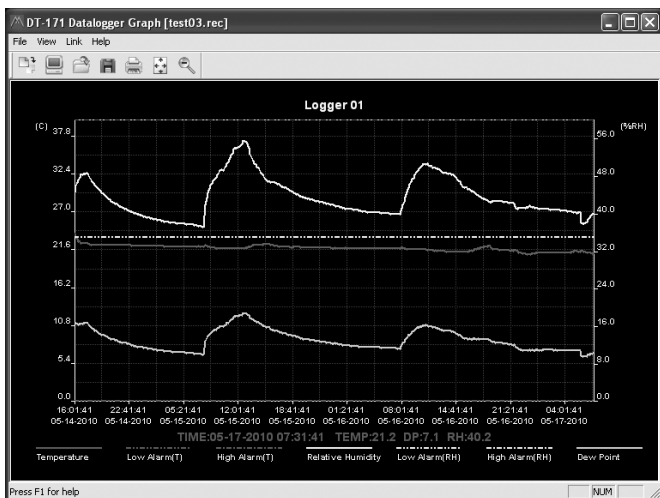 DT-171 Datalogger Graph [test03.rec]
File View Link Help
Logger 01
(C) (%RH)
37.8 56.0
32.4 48.0
27.0 40.0
21.6 32.0
16.2 24.0
10.8 16.0
5.4 8.0
0.0 0.0
16:01:41 22:41:41 05:21:41 12:01:41 18:41:41 01:21:41 08:01:41 14:41:41 21:21:41 04:01:41
05-14-2010 05-14-2010 05-15-2010 05-15-2010 05-15-2010 05-16-2010 05-16-2010 05-16-2010 05-16-2010 05-17-2010
TIME:05-17-2010 07:31:41 TEMP:21.2 DP:7.1 RH:40.2
Temperature Low Alarm(T) High Alarm(T) Relative Humidity Low Alarm(RH) High Alarm(RH) Dew Point
Press F1 for help NUM